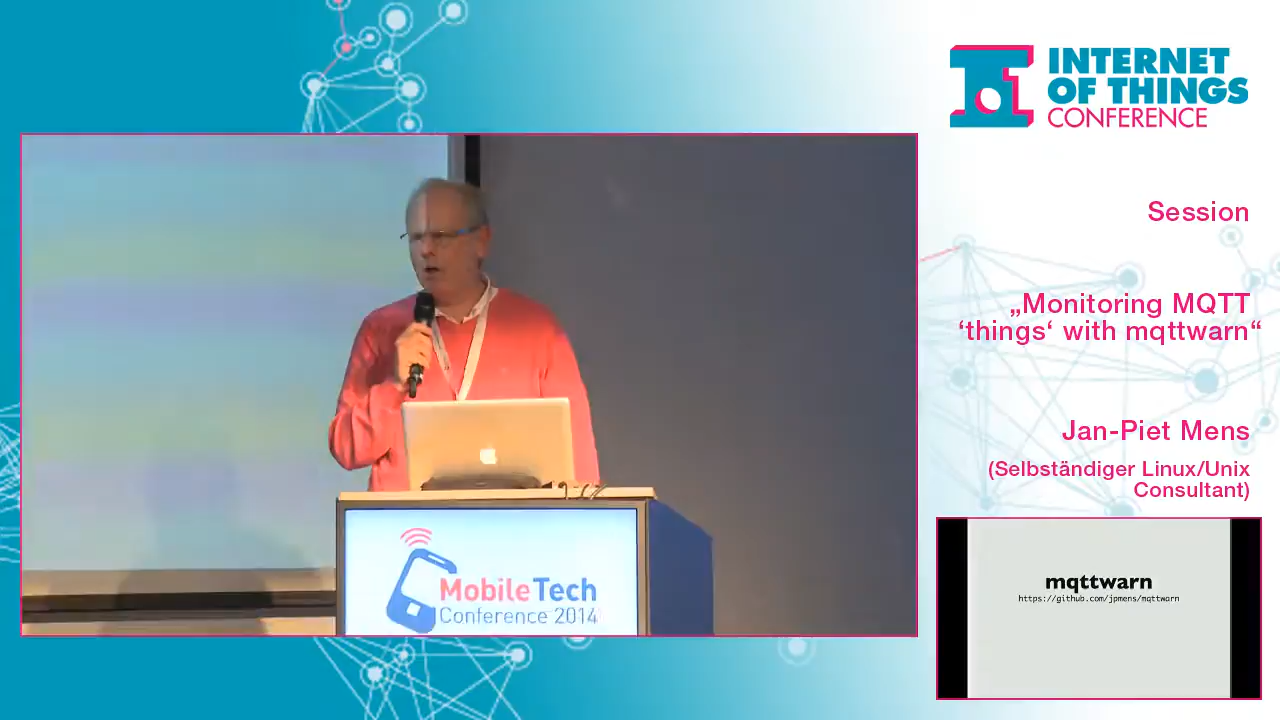 INTERNET
OF THINGS
CONFERENCE
Session
„Monitoring MQTT
‘things‘ with mqttwarn“
Jan-Piet Mens
(Selbständiger Linux/Unix
Consultant)
mqttwarn
https://github.com/jpmens/mqttwarn
MobileTech
Conference 2014